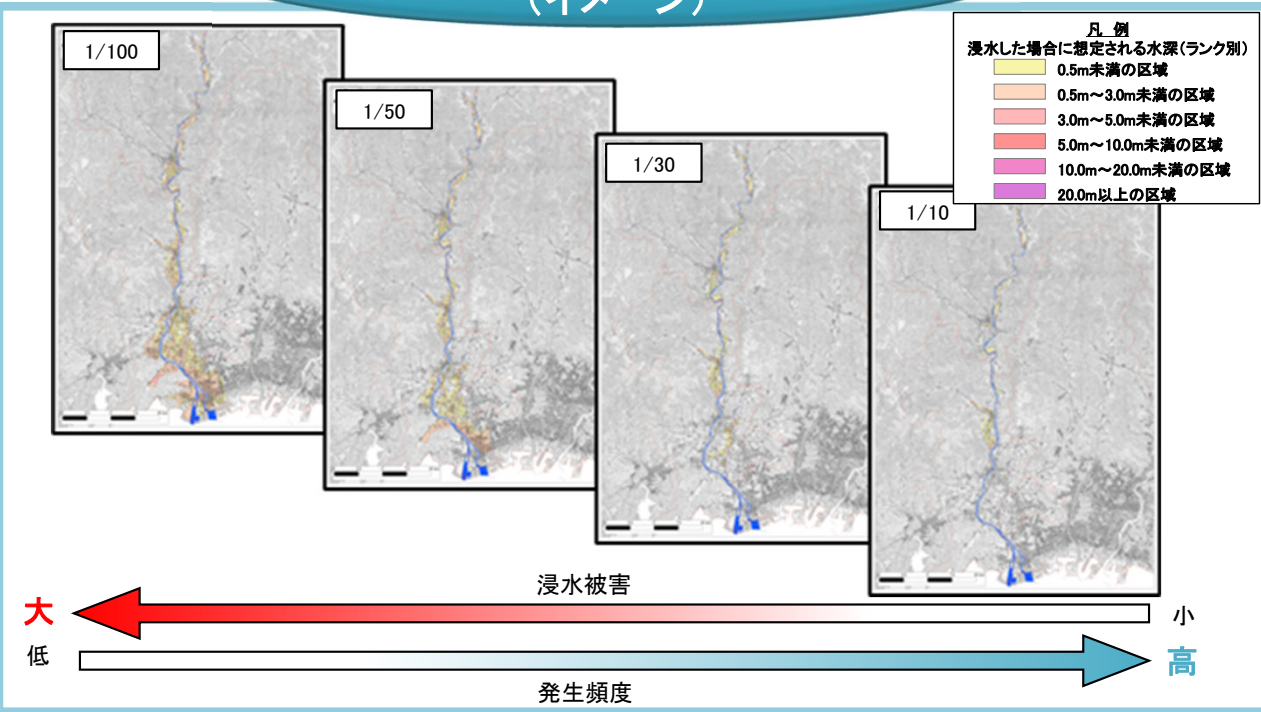 (イメージ)
凡 例
浸水した場合に想定される水深(ランク別)
0.5m未満の区域
0.5m～3.0m未満の区域
3.0m～5.0m未満の区域
5.0m～10.0m未満の区域
10.0m～20.0m未満の区域
20.0m以上の区域
1/100
1/50
1/30
1/10
浸水被害
大
小
低
高
発生頻度